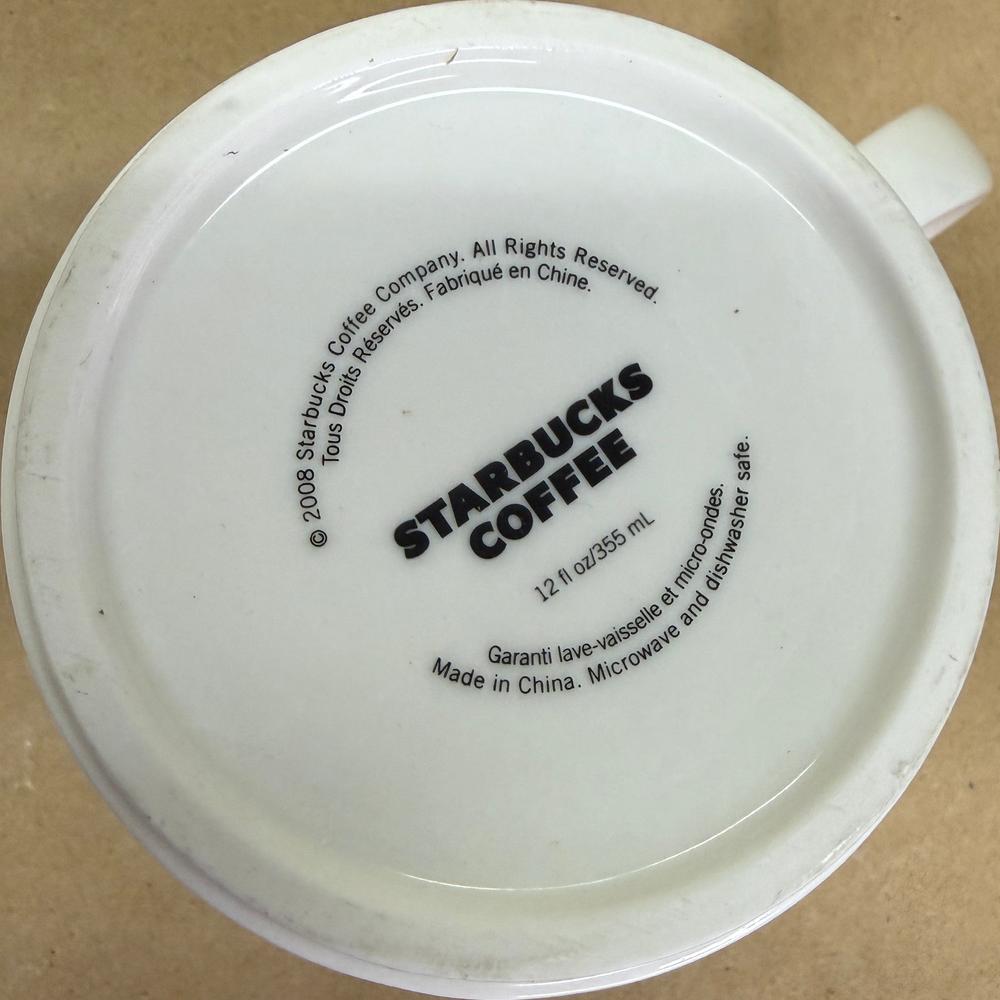 © 2008 Starbucks Coffee Company. All Rights Reserved.
Tous Droits Réservés. Fabriqué en Chine.
STARBUCKS
COFFEE
12 fl oz/355 mL
Garanti lave-vaisselle et micro-ondes.
Made in China. Microwave and dishwasher safe.